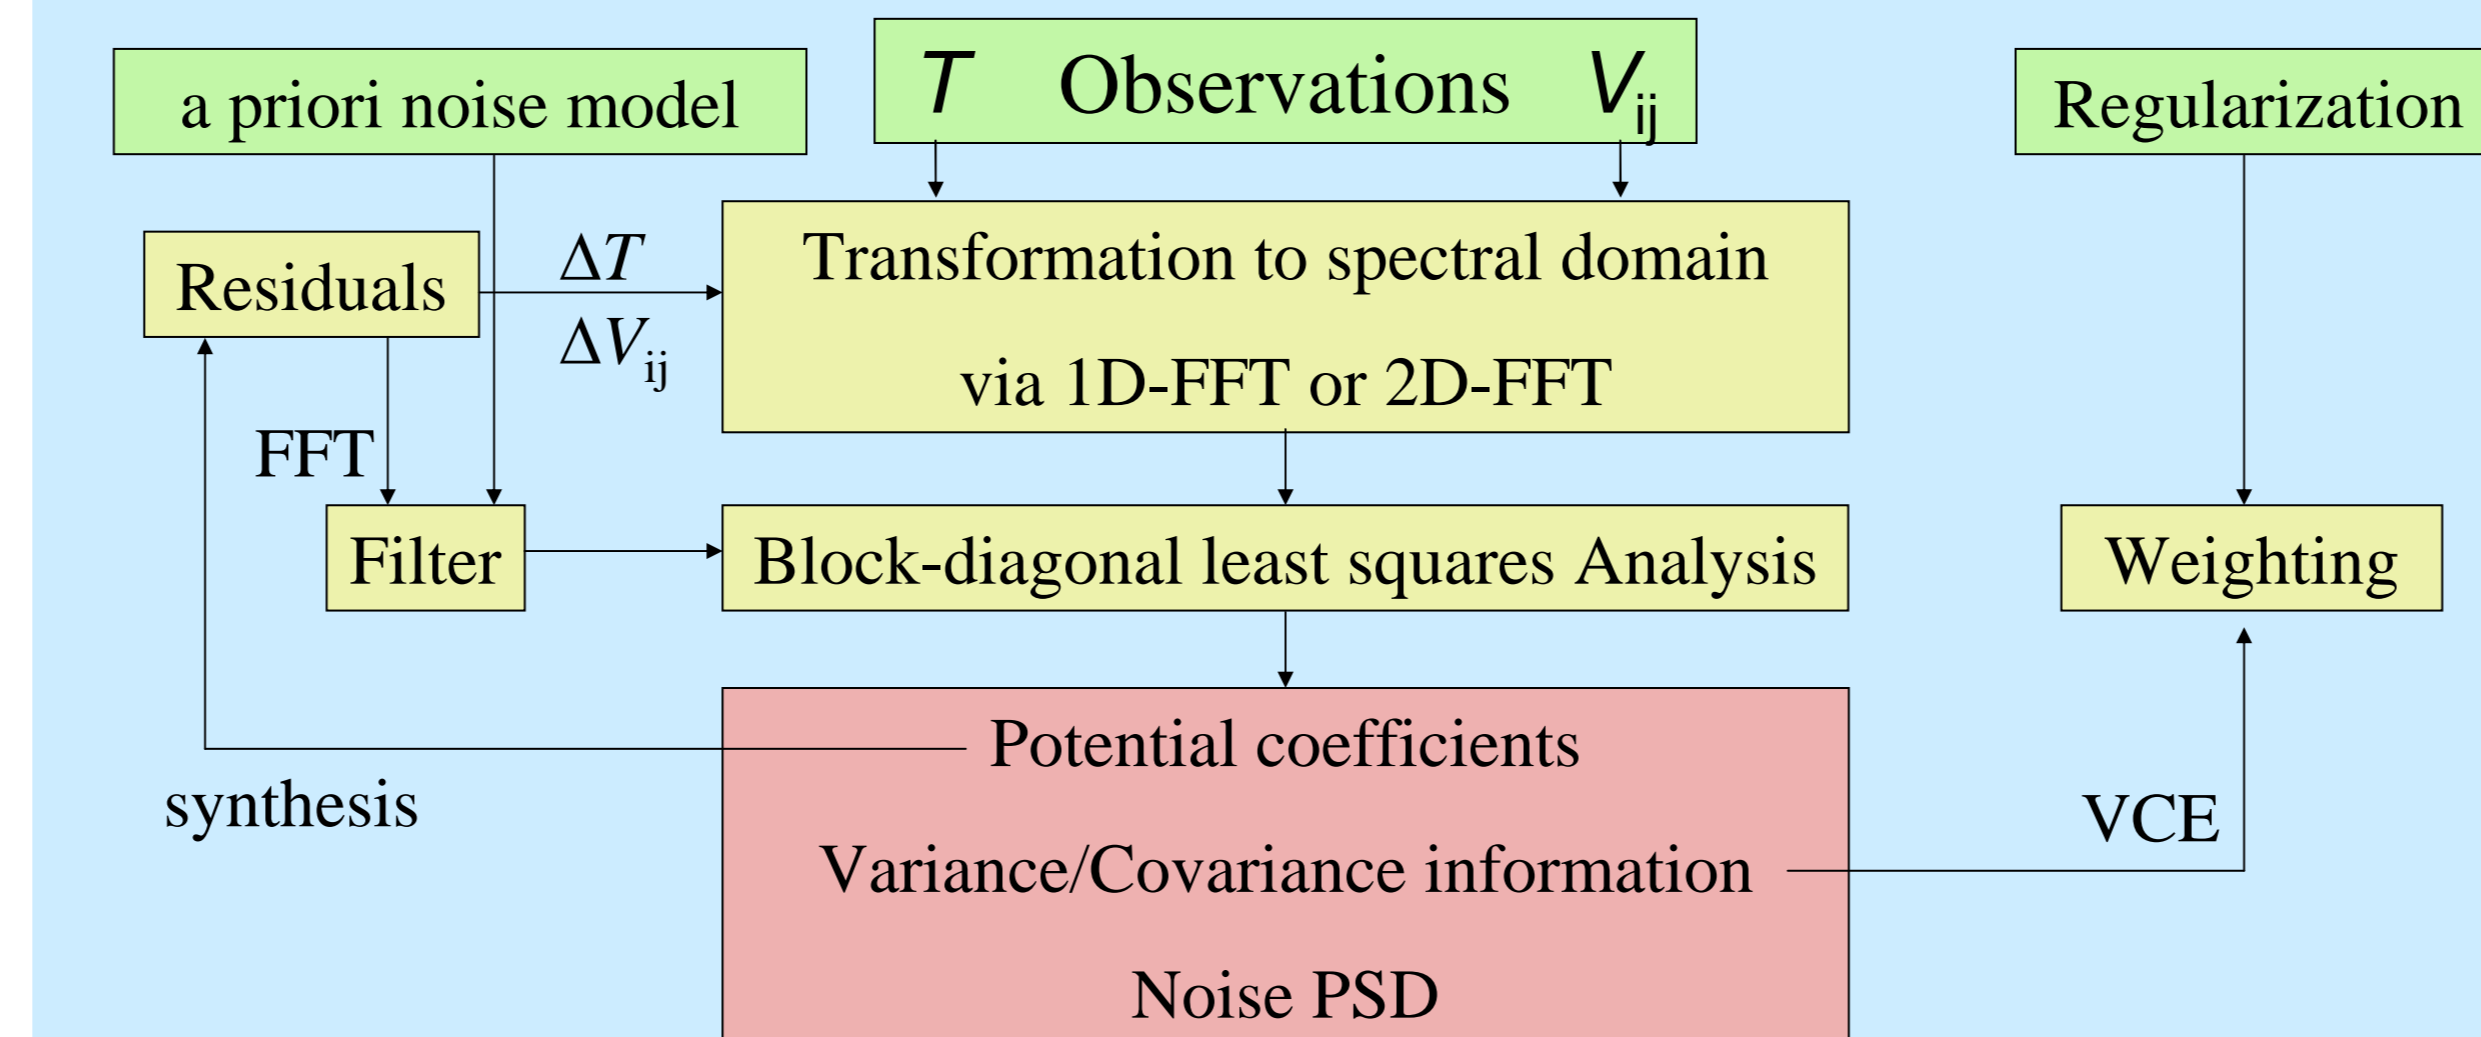 a priori noise model
T Observations V_ij
Regularization
Residuals
ΔT
ΔV_ij
Transformation to spectral domain
via 1D-FFT or 2D-FFT
FFT
Filter
Block-diagonal least squares Analysis
Weighting
Potential coefficients
synthesis
VCE
Variance/Covariance information
Noise PSD